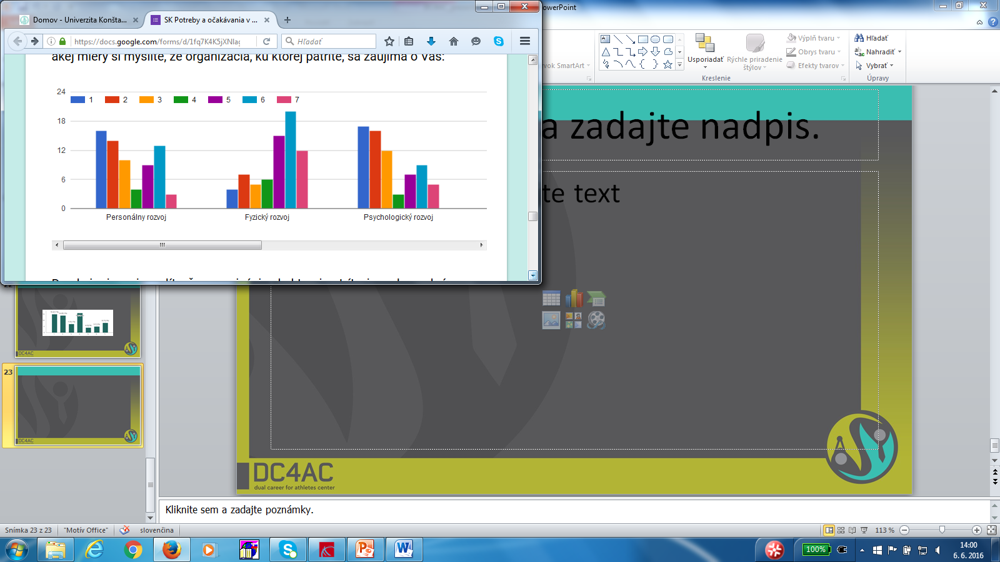 Domov - Univerzita Konšta...
SK Potreby a očakávania v ...
PowerPoint
https://docs.google.com/forms/d/1fq7K4K5jXNlag
Hľadať
akej miery si myslíte, že organizácia, ku ktorej patríte, sa zaujíma o Vás:
24
1 2 3 4 5 6 7
18
12
6
0
Personálny rozvoj
Fyzický rozvoj
Psychologický rozvoj
rvok SmartArt
Usporiadať
Rýchle priradenie
štýlov
Výplň tvaru
Obrys tvaru
Efekty tvarov
Kreslenie
Hľadať
Nahradiť
Vybrať
Úpravy
a zadajte nadpis.
te text
DC4AC
23
DC4AC
DC4AC
dual career for athletes center
Kliknite sem a zadajte poznámky.
Snímka 23 z 23
"Motív Office"
slovenčina
113 %
100%
14:00
6. 6. 2016